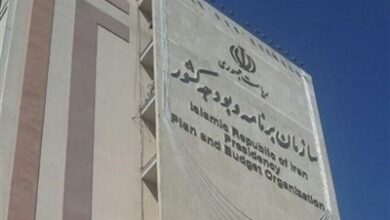 ریاست جمهوری
سازمان برنامه و بودجه کشور
Islamic Republic of Iran
Presidency
Plan and Budget Organization